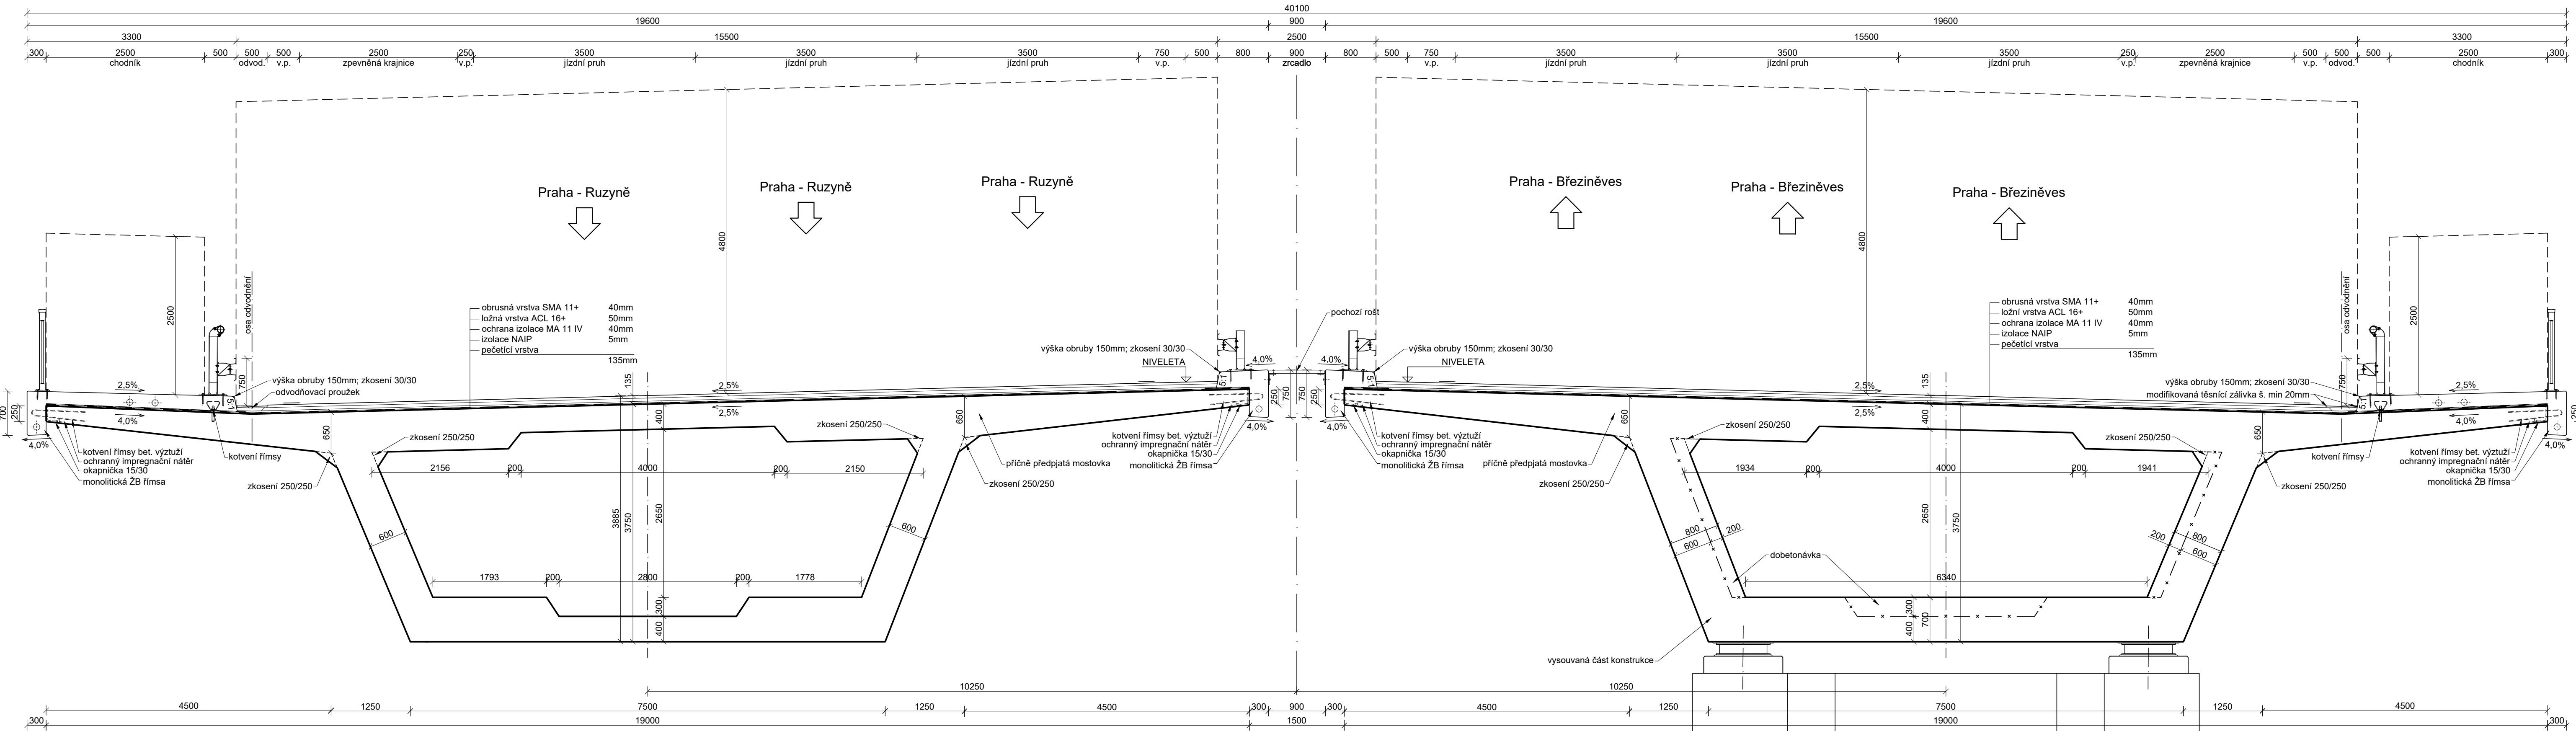 40100
19600 900 19600
3300 15500 2500 15500 3300
300 2500 500 500 500 2500 250 3500 3500 3500 750 500 800 900 800 500 750 3500 3500 3500 250 2500 500 500 500 2500 300
chodník odvod. v.p. zpevněná krajnice v.p. jízdní pruh jízdní pruh jízdní pruh v.p. zrcadlo v.p. jízdní pruh jízdní pruh jízdní pruh v.p. zpevněná krajnice v.p. odvod. chodník
Praha - Ruzyně
Praha - Ruzyně
Praha - Ruzyně
Praha - Březiněves
Praha - Březiněves
Praha - Březiněves
4800
4800
2500
2500
osa odvodnění
osa odvodnění
obrusná vrstva SMA 11+ 40mm
ložná vrstva ACL 16+ 50mm
ochrana izolace MA 11 IV 40mm
izolace NAIP 5mm
pečetící vrstva
135mm
obrusná vrstva SMA 11+ 40mm
ložní vrstva ACL 16+ 50mm
ochrana izolace MA 11 IV 40mm
izolace NAIP 5mm
pečetící vrstva
135mm
pochozí rošt
výška obruby 150mm; zkosení 30/30
NIVELETA
4,0% 4,0%
výška obruby 150mm; zkosení 30/30
NIVELETA
750
výška obruby 150mm; zkosení 30/30
odvodňovací proužek
5:1
2,5%
4,0%
700
250
4,0%
kotvení římsy bet. výztuží
ochranný impregnační nátěr
okapnička 15/30
monolitická ŽB římsa
kotvení římsy
650
zkosení 250/250
zkosení 250/250
135
2,5%
2,5%
400
zkosení 250/250
650
příčně předpjatá mostovka
zkosení 250/250
2156 200 4000 200 2150
3885
3750
2650
600
600
1793 200 2800 200 1778
300
400
5:1
250
750
750
250
5:1
4,0%
4,0%
kotvení římsy bet. výztuží
ochranný impregnační nátěr
okapnička 15/30
monolitická ŽB římsa
kotvení římsy bet. výztuží
ochranný impregnační nátěr
okapnička 15/30
monolitická ŽB římsa
příčně předpjatá mostovka
650
zkosení 250/250
zkosení 250/250
135
2,5%
2,5%
400
zkosení 250/250
650
zkosení 250/250
1934 200 4000 200 1941
2650
3750
800
600
200
200
800
600
dobetonávka
6340
300
400
700
vysouvaná část konstrukce
750
výška obruby 150mm; zkosení 30/30
modifikovaná těsnící zálivka š. min 20mm
5:1
2,5%
4,0%
250
4,0%
kotvení římsy
kotvení římsy bet. výztuží
ochranný impregnační nátěr
okapnička 15/30
monolitická ŽB římsa
10250 10250
4500 1250 7500 1250 4500 300 900 300 4500 1250 7500 1250 4500
300 19000 1500 19000 300